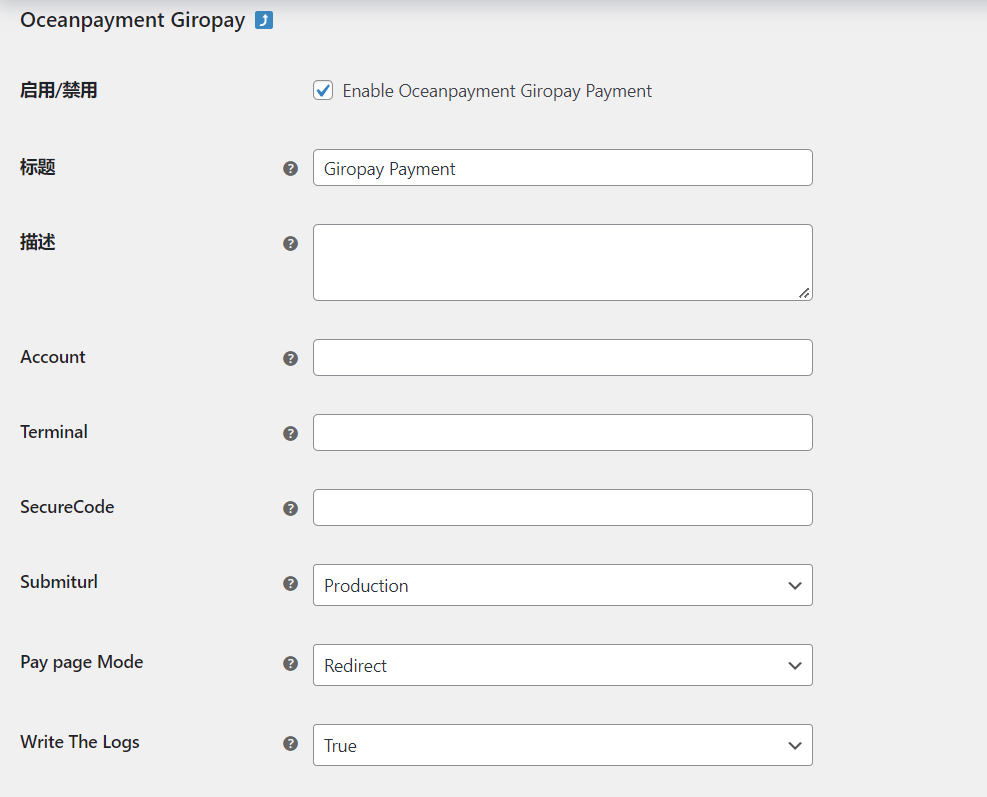 Oceanpayment Giropay
启用/禁用
Enable Oceanpayment Giropay Payment
标题
Giropay Payment
描述
Account
Terminal
SecureCode
Submiturl
Production
Pay page Mode
Redirect
Write The Logs
True